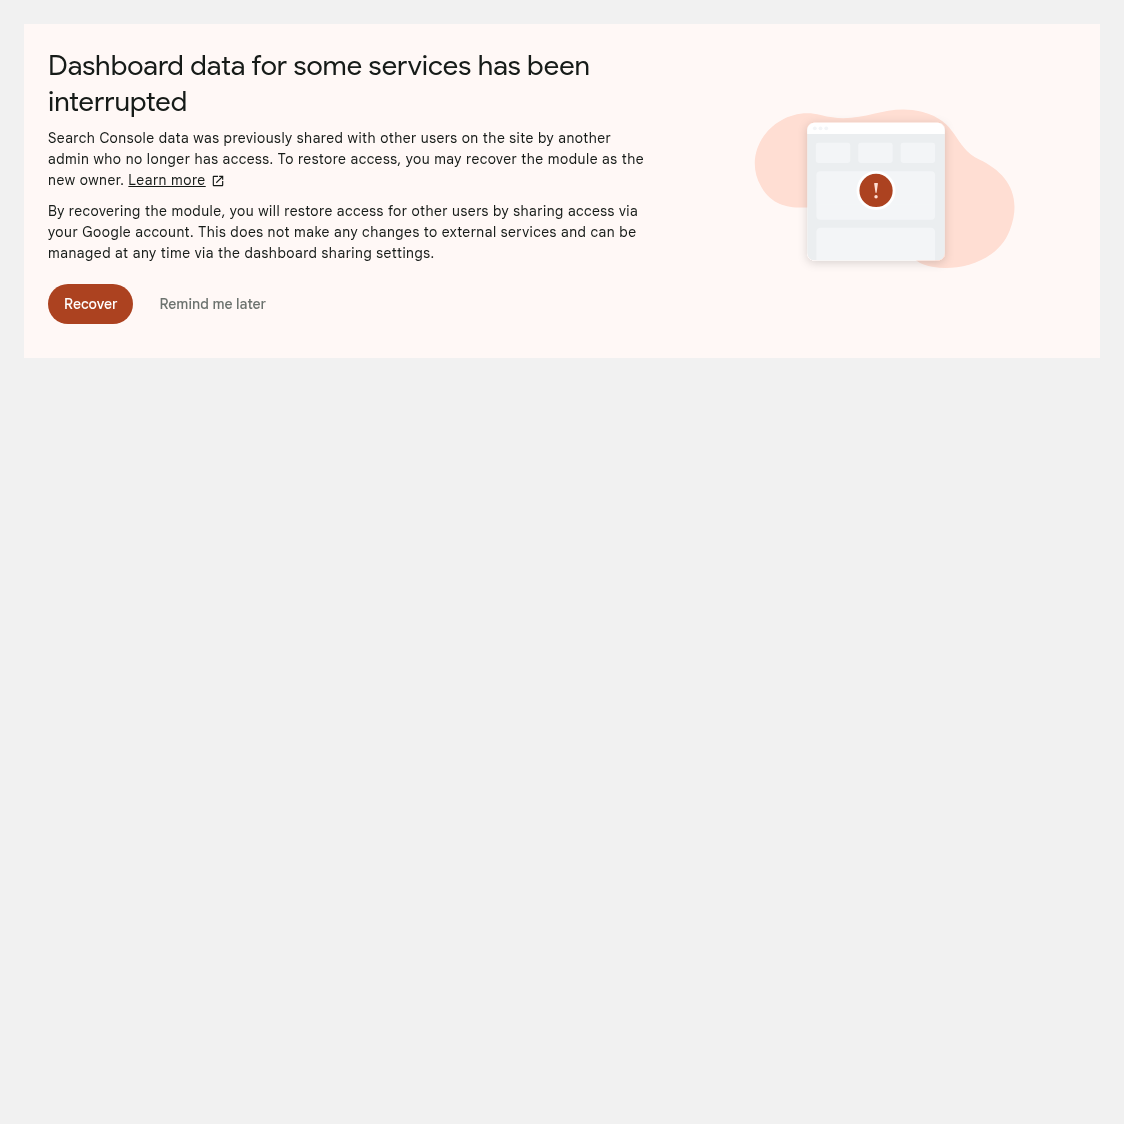 Dashboard data for some services has been
interrupted
Search Console data was previously shared with other users on the site by another
admin who no longer has access. To restore access, you may recover the module as the
new owner. Learn more
By recovering the module, you will restore access for other users by sharing access via
your Google account. This does not make any changes to external services and can be
managed at any time via the dashboard sharing settings.
Recover Remind me later